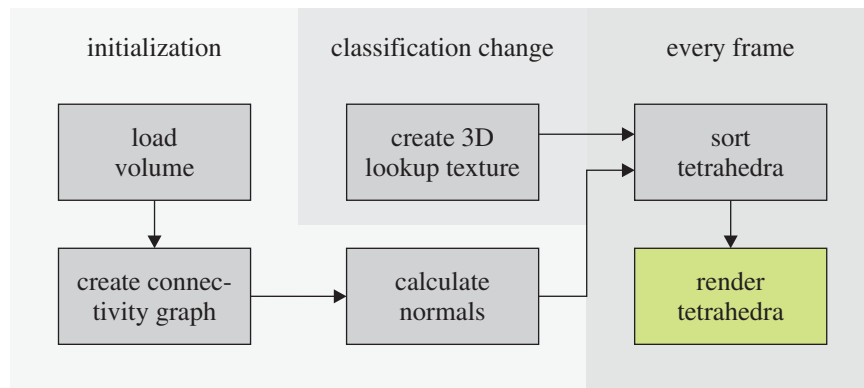 initialization
classification change
every frame
load
volume
create 3D
lookup texture
sort
tetrahedra
create connec-
tivity graph
calculate
normals
render
tetrahedra